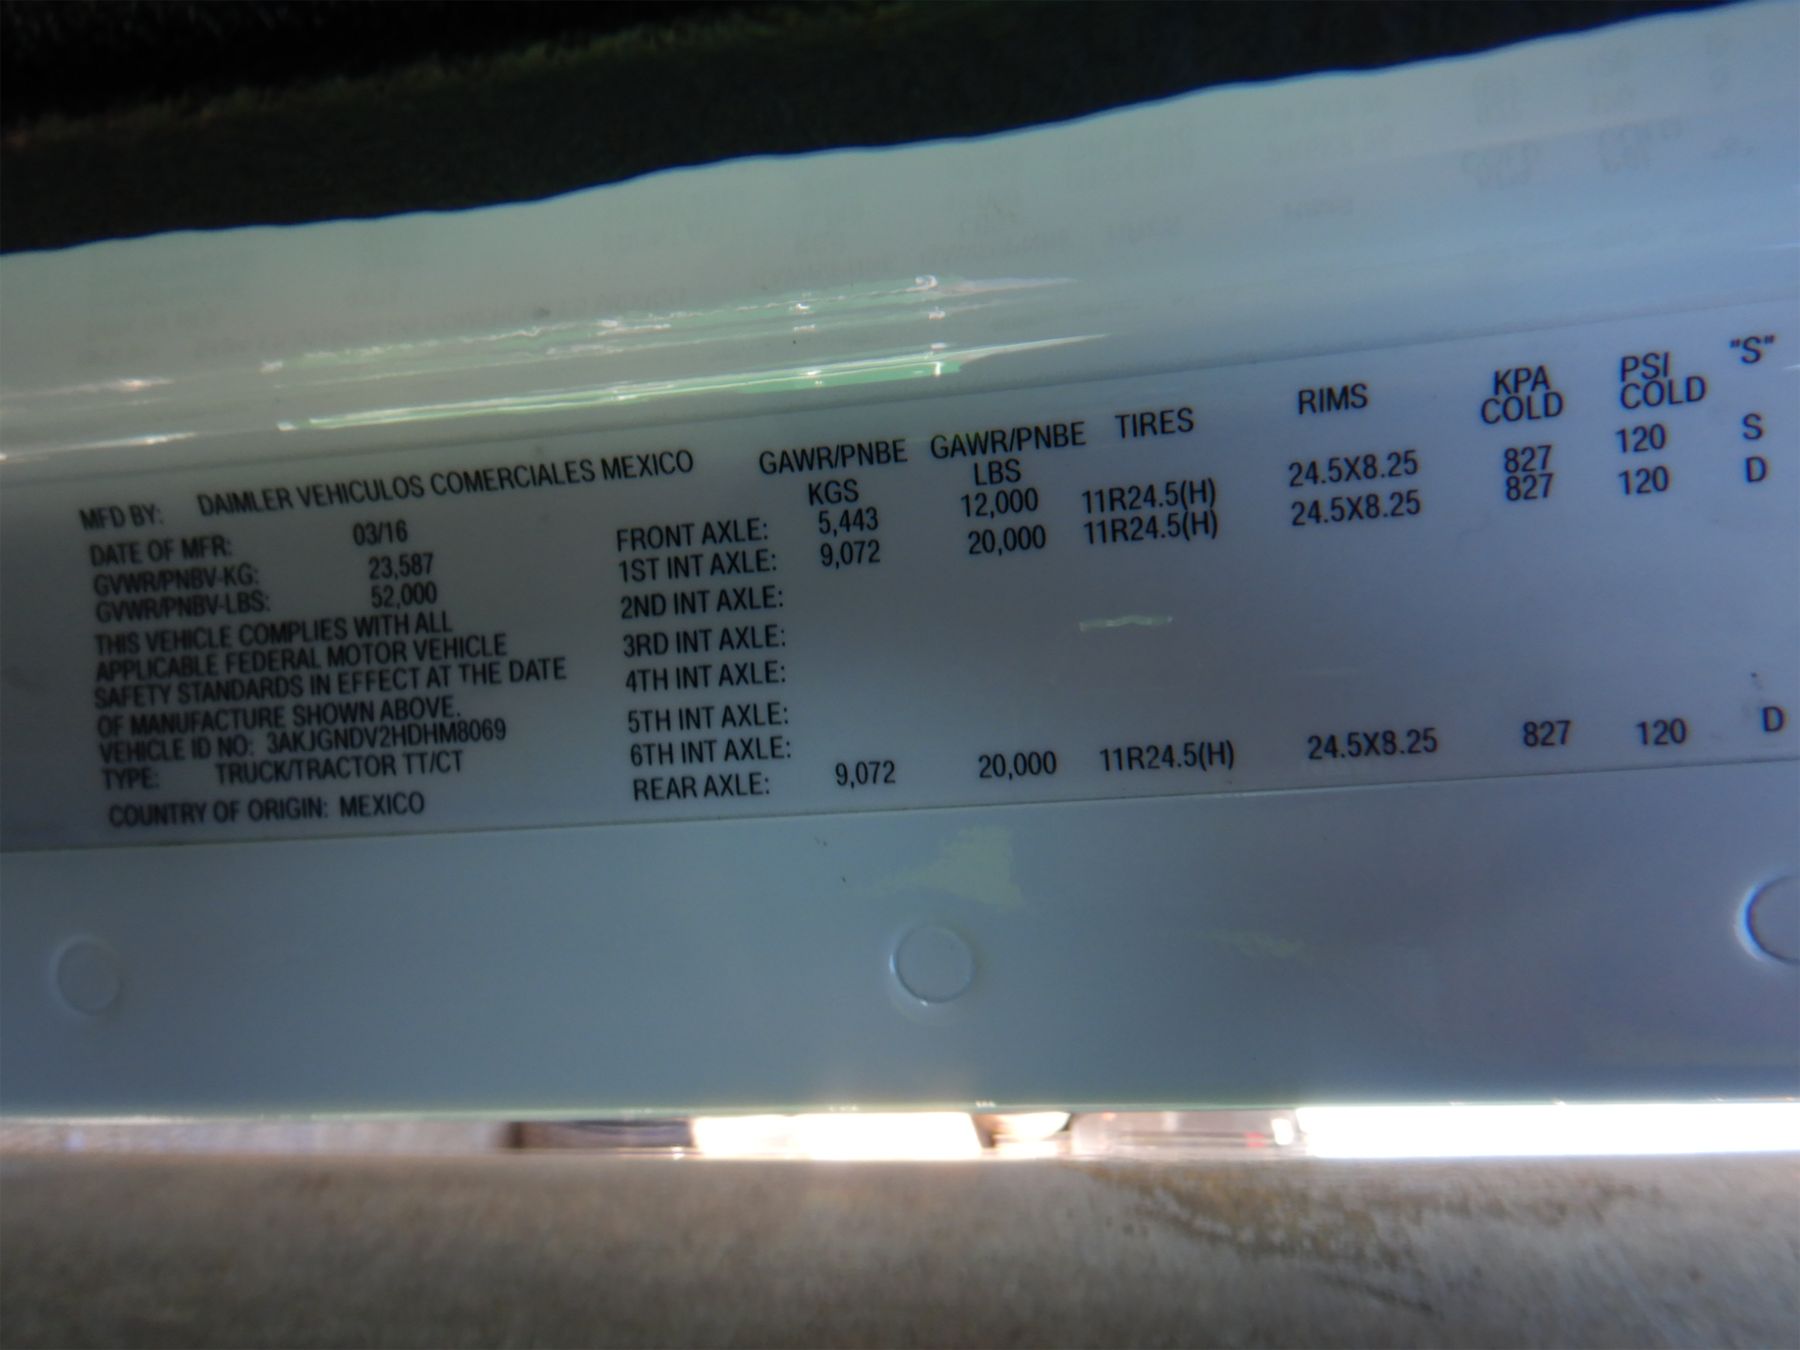 MFD BY: DAIMLER VEHICULOS COMERCIALES MEXICO
DATE OF MFR: 03/16
GVWR/PNBV-KG: 23,587
GVWR/PNBV-LBS: 52,000
THIS VEHICLE COMPLIES WITH ALL
APPLICABLE FEDERAL MOTOR VEHICLE
SAFETY STANDARDS IN EFFECT AT THE DATE
OF MANUFACTURE SHOWN ABOVE.
VEHICLE ID NO: 3AKJGNDV2HDHM8069
TYPE: TRUCK/TRACTOR TT/CT
COUNTRY OF ORIGIN: MEXICO
GAWR/PNBE GAWR/PNBE TIRES RIMS KPA PSI "S"
KGS LBS COLD COLD
FRONT AXLE: 5,443 12,000 11R24.5(H) 24.5X8.25 827 120 S
1ST INT AXLE: 9,072 20,000 11R24.5(H) 24.5X8.25 827 120 D
2ND INT AXLE:
3RD INT AXLE:
4TH INT AXLE:
5TH INT AXLE:
6TH INT AXLE:
REAR AXLE: 9,072 20,000 11R24.5(H) 24.5X8.25 827 120 D